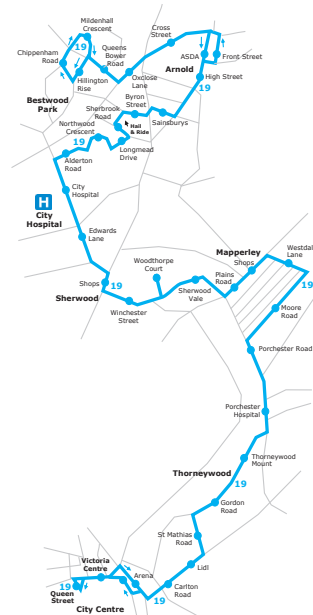 Mildenhall
Crescent
Cross
Street
19
Chippenham
Road
Queens
Bower
Road
ASDA
Front Street
Arnold
Oxclose
Lane
Hillington
Rise
High Street
19
Bestwood
Park
Byron
Street
Sherbrooke
Road
Sainsburys
Hail
& Ride
Northwood
Crescent
19
Longmead
Drive
Alderton
Road
City
Hospital
H
City
Hospital
Edwards
Lane
Mapperley
Westdale
Lane
Shops
Woodthorpe
Court
Plains
Road
19
Shops
19
Sherwood
Vale
Sherwood
Winchester
Street
Moore
Road
Porchester Road
Porchester
Hospital
Thorneywood
Mount
Thorneywood
19
Gordon
Road
St Mathias
Road
Victoria
Centre
Lidl
Arena
19
Queen
Street
Carlton
Road
19
City Centre